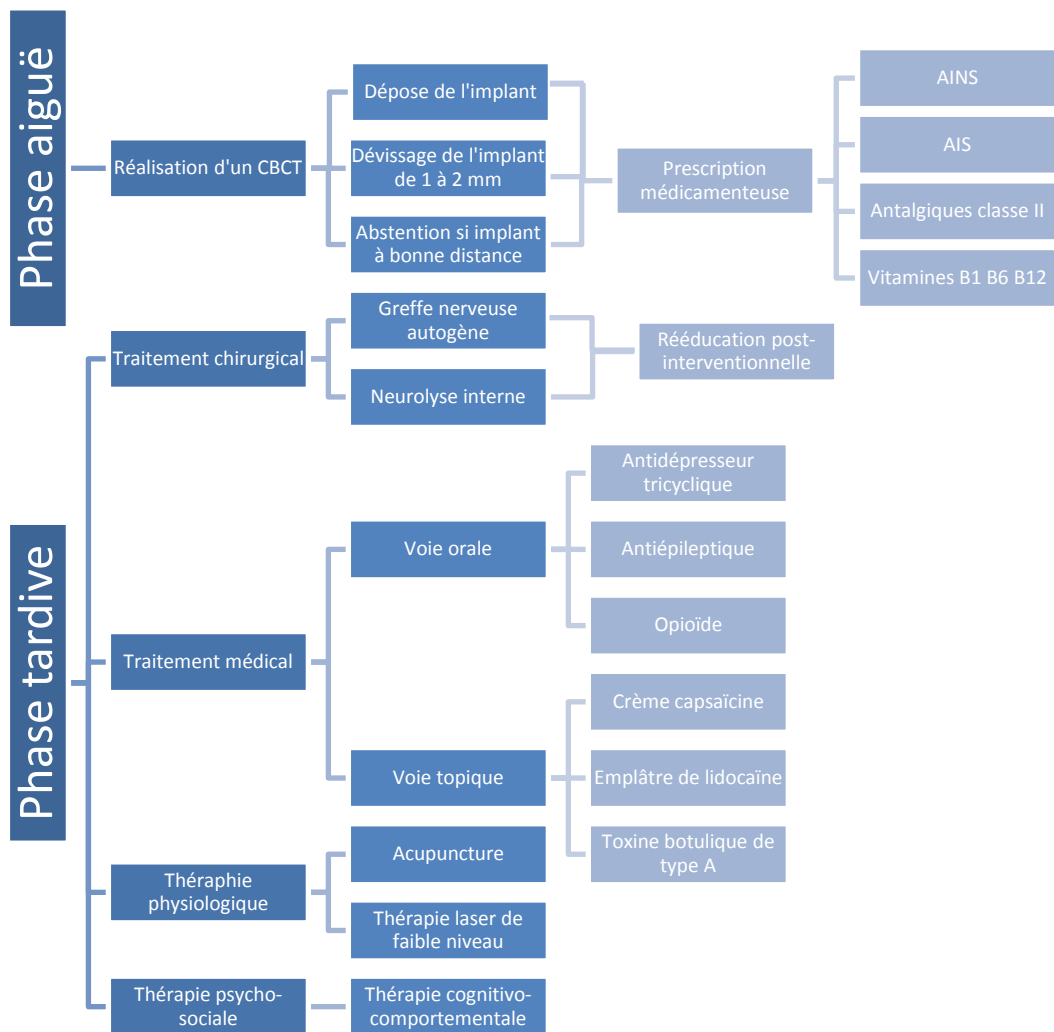 Phase aiguë
Réalisation d'un CBCT
Dépose de l'implant
Dévissage de l'implant
de 1 à 2 mm
Abstention si implant
à bonne distance
Prescription
médicamenteuse
AINS
AIS
Antalgiques classe II
Vitamines B1 B6 B12
Phase tardive
Traitement chirurgical
Greffe nerveuse
autogène
Neurolyse interne
Rééducation post-
interventionnelle
Traitement médical
Voie orale
Antidépresseur
tricyclique
Antiépileptique
Opioïde
Voie topique
Crème capsaïcine
Emplâtre de lidocaïne
Toxine botulique de
type A
Théraphie
physiologique
Acupuncture
Thérapie laser de
faible niveau
Thérapie psycho-
sociale
Thérapie cognitivo-
comportementale